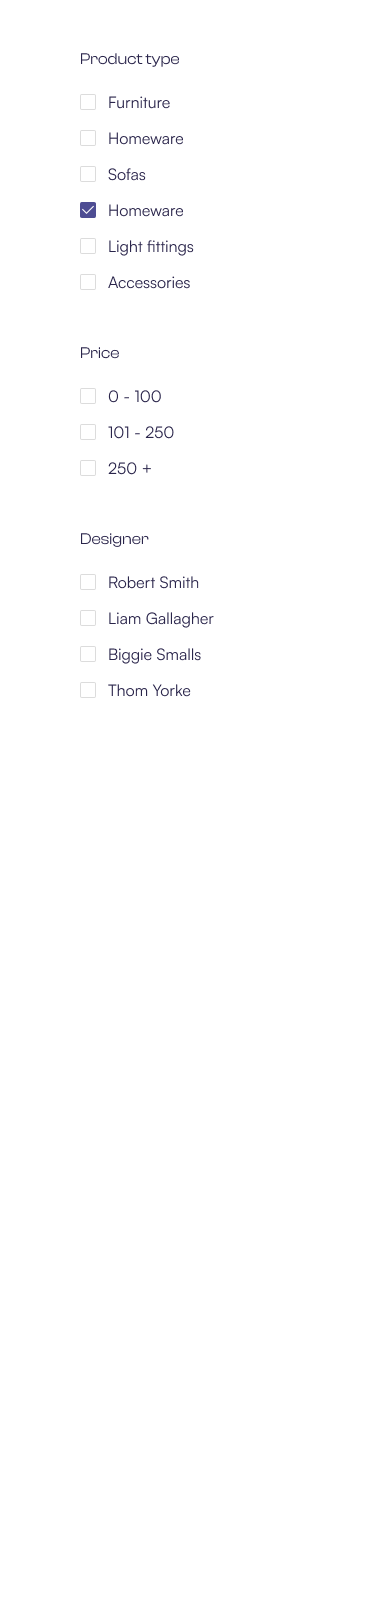 Product type
Furniture
Homeware
Sofas
Homeware
Light fittings
Accessories
Price
0 - 100
101 - 250
250 +
Designer
Robert Smith
Liam Gallagher
Biggie Smalls
Thom Yorke